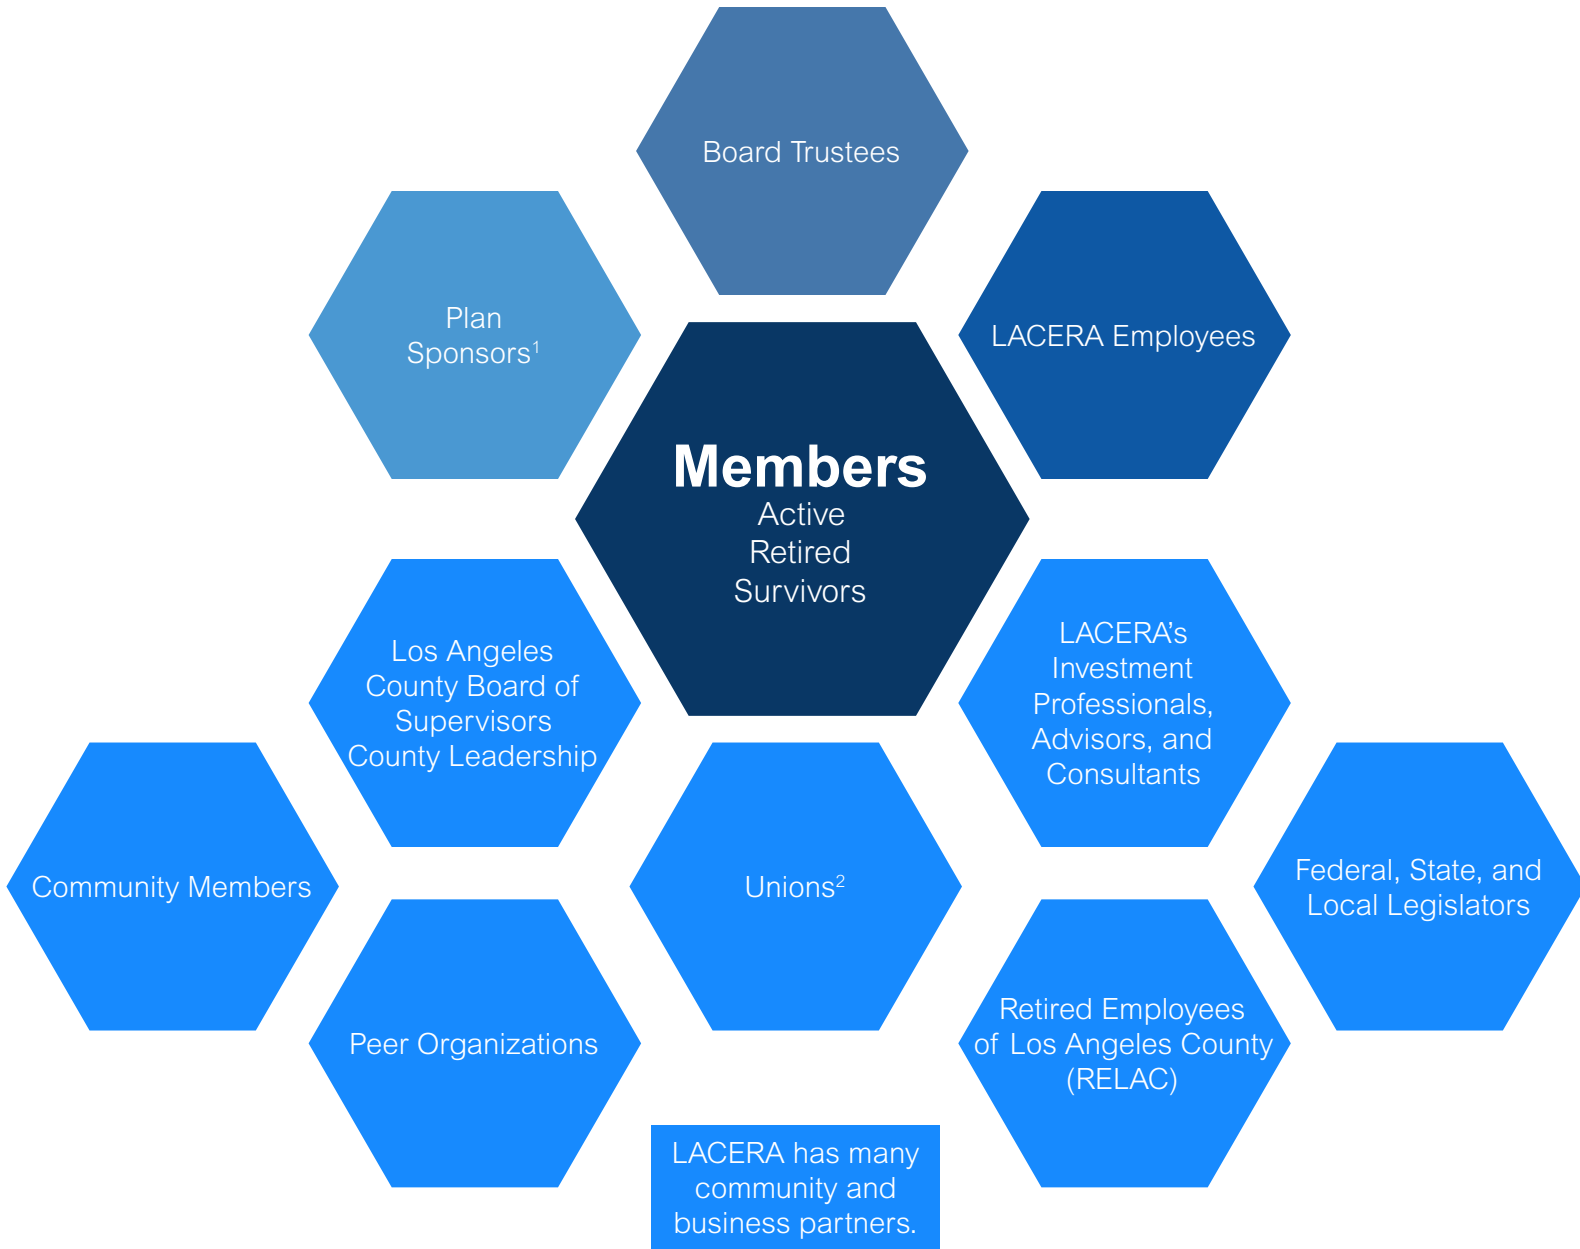 Board Trustees
Plan
Sponsors¹
LACERA Employees
Members
Active
Retired
Survivors
Los Angeles
County Board of
Supervisors
County Leadership
LACERA's
Investment
Professionals,
Advisors, and
Consultants
Community Members
Unions²
Federal, State, and
Local Legislators
Peer Organizations
Retired Employees
of Los Angeles County
(RELAC)
LACERA has many
community and
business partners.